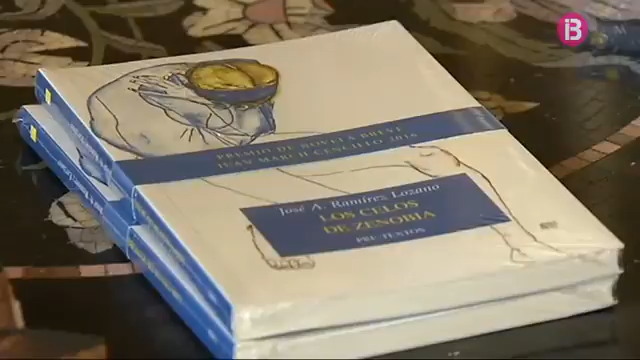 IB
PREMIO DE NOVELA BREVE
JUAN MARCH CENCILLO 2016
José A. Ramírez Lozano
LOS CELOS
DE ZENOBIA
PRE-TEXTOS